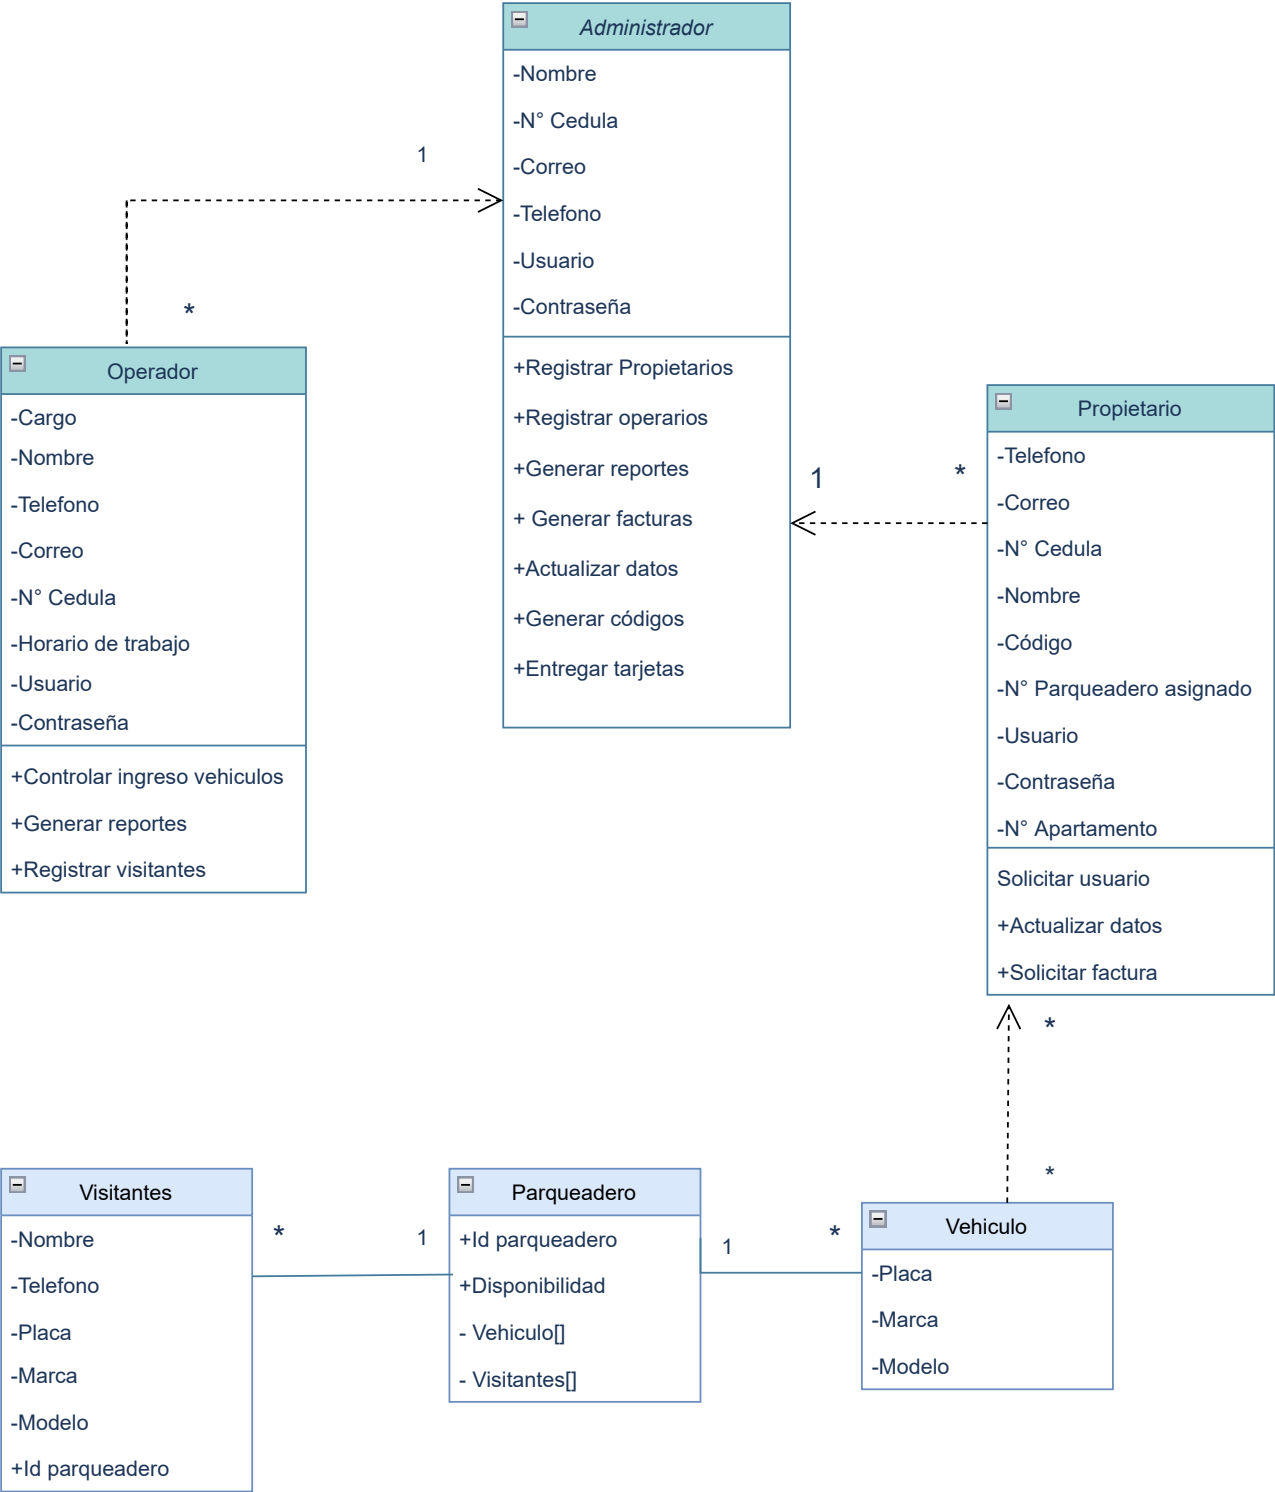 Administrador
-Nombre
-N° Cedula
-Correo
-Telefono
-Usuario
-Contraseña
+Registrar Propietarios
+Registrar operarios
+Generar reportes
+ Generar facturas
+Actualizar datos
+Generar códigos
+Entregar tarjetas
1
*
Operador
-Cargo
-Nombre
-Telefono
-Correo
-N° Cedula
-Horario de trabajo
-Usuario
-Contraseña
+Controlar ingreso vehiculos
+Generar reportes
+Registrar visitantes
1
*
Propietario
-Telefono
-Correo
-N° Cedula
-Nombre
-Código
-N° Parqueadero asignado
-Usuario
-Contraseña
-N° Apartamento
Solicitar usuario
+Actualizar datos
+Solicitar factura
*
*
Visitantes
-Nombre
-Telefono
-Placa
-Marca
-Modelo
+Id parqueadero
*
1
Parqueadero
+Id parqueadero
+Disponibilidad
- Vehiculo[]
- Visitantes[]
1
*
Vehiculo
-Placa
-Marca
-Modelo